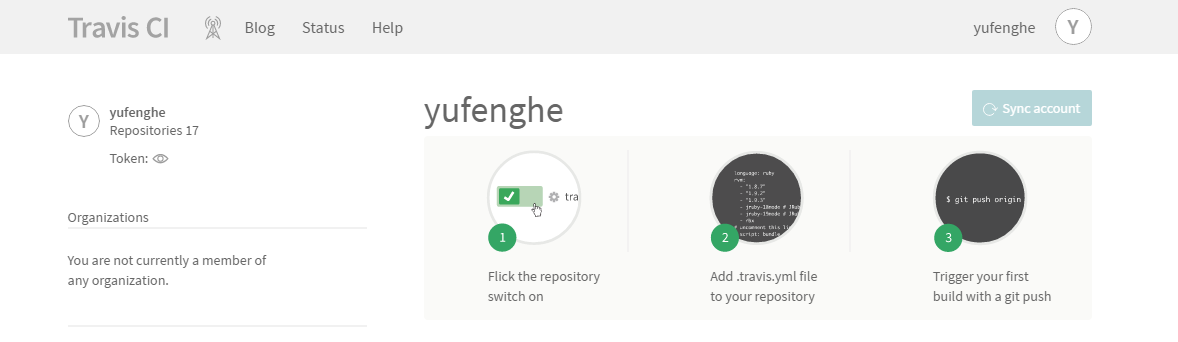 Travis CI
Blog
Status
Help
yufenghe
Y
Y
yufenghe
Repositories 17
Token:
Organizations
You are not currently a member of
any organization.
yufenghe
Sync account
tra
1
Flick the repository
switch on
language: ruby
rvm:
- "1.8.7"
- "1.9.2"
- "1.9.3"
- jruby-18mode # JRub
- jruby-19mode # JRu
- rbx
# uncomment this li
script: bundle
2
Add .travis.yml file
to your repository
$ git push origin
3
Trigger your first
build with a git push